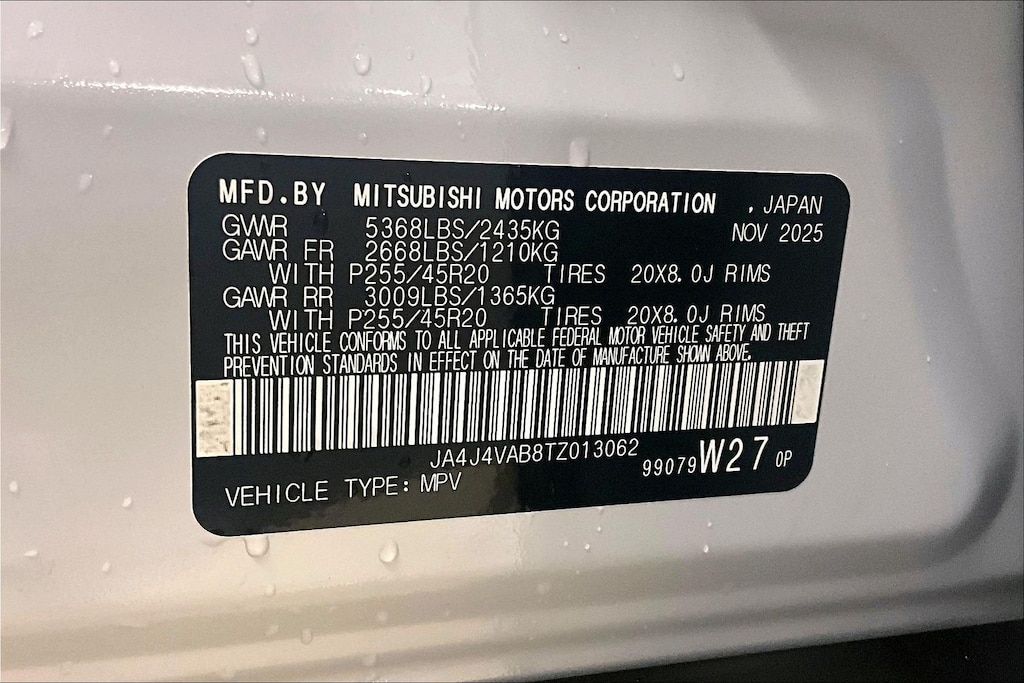 MFD.BY MITSUBISHI MOTORS CORPORATION , JAPAN
GVWR 5368LBS/2435KG NOV 2025
GAWR FR 2668LBS/1210KG
WITH P255/45R20 TIRES 20X8.0J RIMS
GAWR RR 3009LBS/1365KG
WITH P255/45R20 TIRES 20X8.0J RIMS
THIS VEHICLE CONFORMS TO ALL APPLICABLE FEDERAL MOTOR VEHICLE SAFETY AND THEFT
PREVENTION STANDARDS IN EFFECT ON THE DATE OF MANUFACTURE SHOWN ABOVE.
JA4J4VAB8TZ013062
99079W27 0P
VEHICLE TYPE: MPV